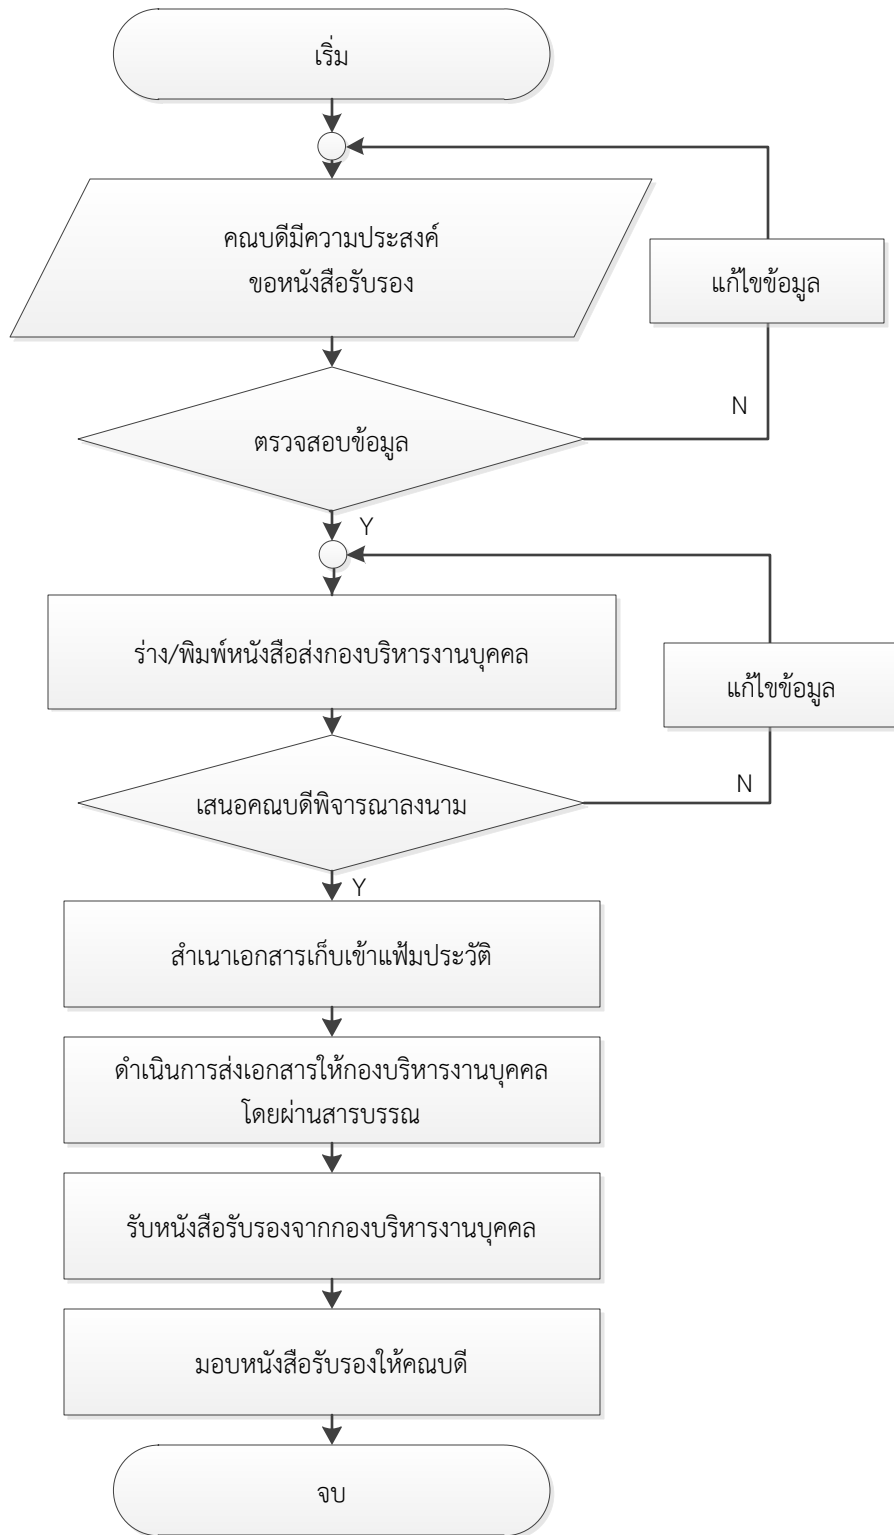 เริ่ม
คณบดีมีความประสงค์
ขอหนังสือรับรอง
แก้ไขข้อมูล
N
ตรวจสอบข้อมูล
Y
ร่าง/พิมพ์หนังสือส่งกองบริหารงานบุคคล
แก้ไขข้อมูล
N
เสนอคณบดีพิจารณาลงนาม
Y
สำเนาเอกสารเก็บเข้าแฟ้มประวัติ
ดำเนินการส่งเอกสารให้กองบริหารงานบุคคล
โดยผ่านสารบรรณ
รับหนังสือรับรองจากกองบริหารงานบุคคล
มอบหนังสือรับรองให้คณบดี
จบ